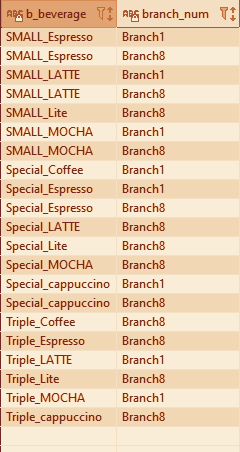 ABC b_beverage ABC branch_num
SMALL_Espresso Branch1
SMALL_Espresso Branch8
SMALL_LATTE Branch1
SMALL_LATTE Branch8
SMALL_Lite Branch8
SMALL_MOCHA Branch1
SMALL_MOCHA Branch8
Special_Coffee Branch1
Special_Espresso Branch1
Special_Espresso Branch8
Special_LATTE Branch8
Special_Lite Branch8
Special_MOCHA Branch8
Special_cappuccino Branch1
Special_cappuccino Branch8
Triple_Coffee Branch8
Triple_Espresso Branch8
Triple_LATTE Branch1
Triple_Lite Branch8
Triple_MOCHA Branch1
Triple_cappuccino Branch8